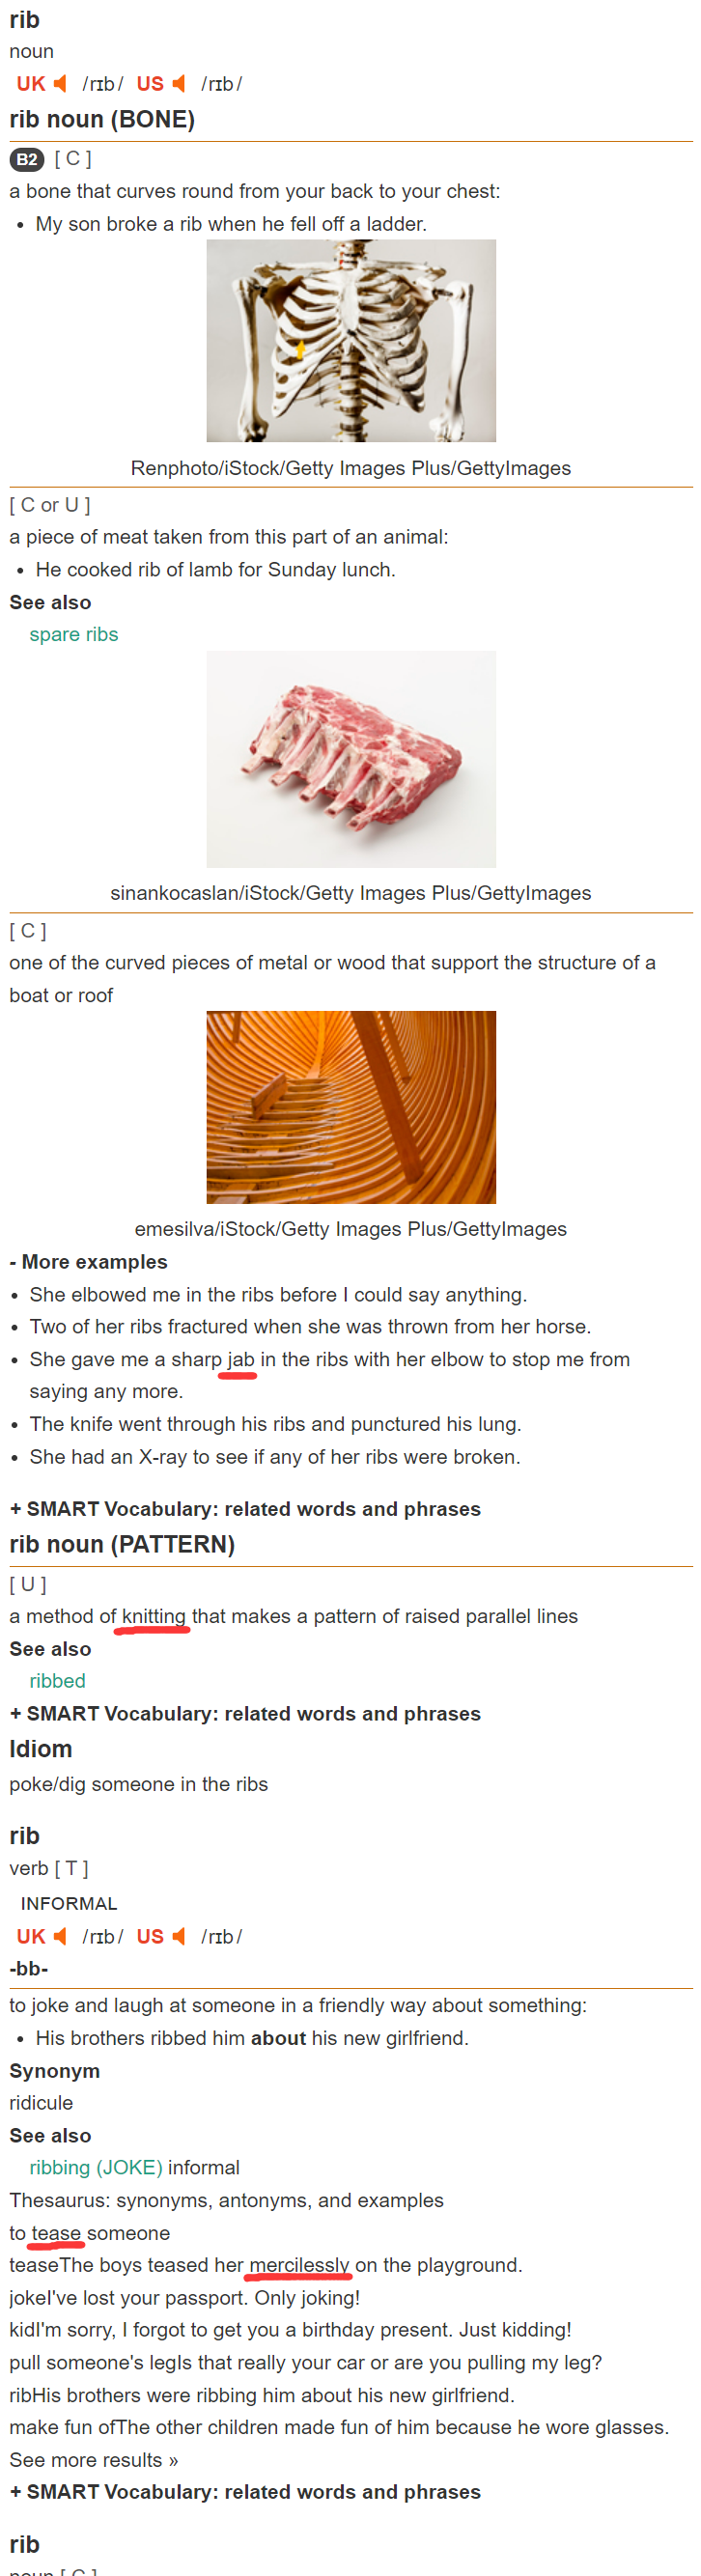 rib
noun
UK /rɪb/ US /rɪb/
rib noun (BONE)
B2 [ C ]
a bone that curves round from your back to your chest:
• My son broke a rib when he fell off a ladder.
Renphoto/iStock/Getty Images Plus/GettyImages
[ C or U ]
a piece of meat taken from this part of an animal:
• He cooked rib of lamb for Sunday lunch.
See also
spare ribs
sinankocaslan/iStock/Getty Images Plus/GettyImages
[ C ]
one of the curved pieces of metal or wood that support the structure of a
boat or roof
emesilva/iStock/Getty Images Plus/GettyImages
- More examples
• She elbowed me in the ribs before I could say anything.
• Two of her ribs fractured when she was thrown from her horse.
• She gave me a sharp jab in the ribs with her elbow to stop me from
saying any more.
• The knife went through his ribs and punctured his lung.
• She had an X-ray to see if any of her ribs were broken.
+ SMART Vocabulary: related words and phrases
rib noun (PATTERN)
[ U ]
a method of knitting that makes a pattern of raised parallel lines
See also
ribbed
+ SMART Vocabulary: related words and phrases
Idiom
poke/dig someone in the ribs
rib
verb [ T ]
INFORMAL
UK /rɪb/ US /rɪb/
-bb-
to joke and laugh at someone in a friendly way about something:
• His brothers ribbed him about his new girlfriend.
Synonym
ridicule
See also
ribbing (JOKE) informal
Thesaurus: synonyms, antonyms, and examples
to tease someone
teaseThe boys teased her mercilessly on the playground.
jokeI've lost your passport. Only joking!
kidI'm sorry, I forgot to get you a birthday present. Just kidding!
pull someone's legIs that really your car or are you pulling my leg?
ribHis brothers were ribbing him about his new girlfriend.
make fun ofThe other children made fun of him because he wore glasses.
See more results »
+ SMART Vocabulary: related words and phrases
rib
noun [ C ]